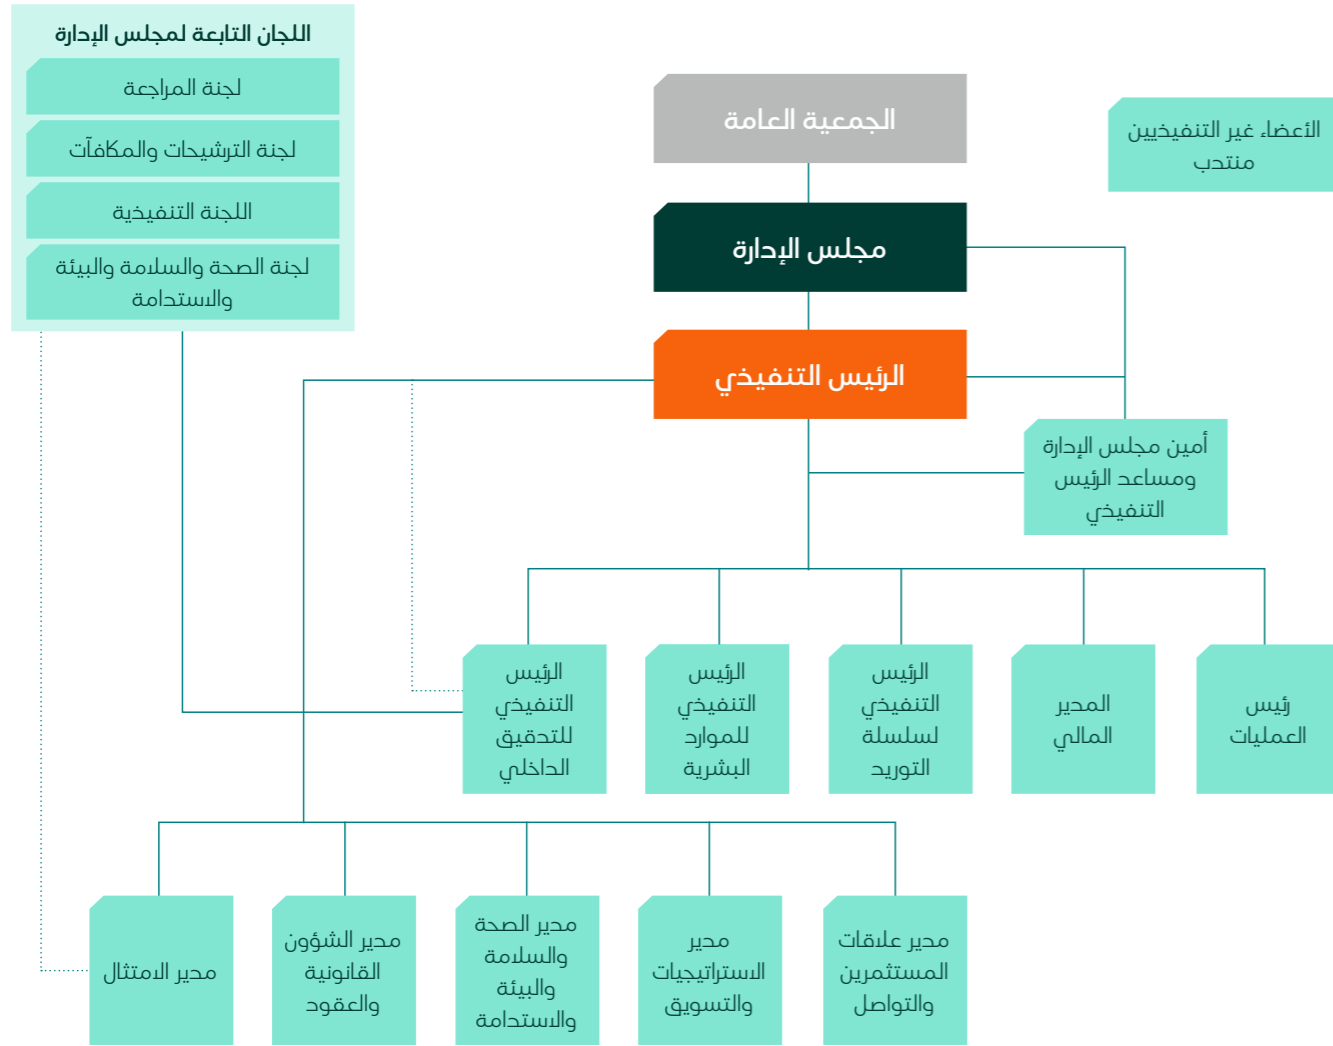 اللجان التابعة لمجلس الإدارة
لجنة المراجعة
لجنة الترشيحات والمكافآت
اللجنة التنفيذية
لجنة الصحة والسلامة والبيئة
والاستدامة
الجمعية العامة
مجلس الإدارة
الرئيس التنفيذي
الأعضاء غير التنفيذيين
منتدب
أمين مجلس الإدارة
ومساعد الرئيس
التنفيذي
رئيس
العمليات
المدير
المالي
الرئيس
التنفيذي
لسلسلة
التوريد
الرئيس
التنفيذي
للموارد
البشرية
الرئيس
التنفيذي
للتدقيق
الداخلي
مدير علاقات
المستثمرين
والتواصل
مدير
الاستراتيجيات
والتسويق
مدير الصحة
والسلامة
والبيئة
والاستدامة
مدير الشؤون
القانونية
والعقود
مدير الامتثال